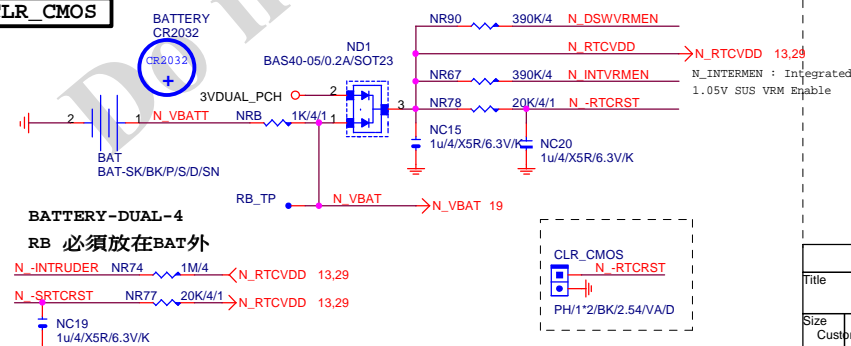 CLR_CMOS
BATTERY
CR2032
CR2032
+
2
1
N_VBATT
BAT
BAT-SK/BK/P/S/D/SN
NRB
1K/4/1
3VDUAL_PCH
ND1
BAS40-05/0.2A/SOT23
2
1
3
NR90
390K/4
N_DSWVRMEN
N_RTCVDD
N_RTCVDD 13,29
NR67
390K/4
N_INTVRMEN
N_INTERMEN : Integrated
1.05V SUS VRM Enable
NR78
20K/4/1
N_-RTCRST
NC15
1u/4/X5R/6.3V/K
NC20
1u/4/X5R/6.3V/K
RB_TP
N_VBAT
N_VBAT 19
BATTERY-DUAL-4
RB 必須放在BAT外
N_-INTRUDER
NR74
1M/4
N_RTCVDD 13,29
N_-SRTCRST
NR77
20K/4/1
N_RTCVDD 13,29
NC19
1u/4/X5R/6.3V/K
CLR_CMOS
N_-RTCRST
PH/1*2/BK/2.54/VA/D
Title
Size